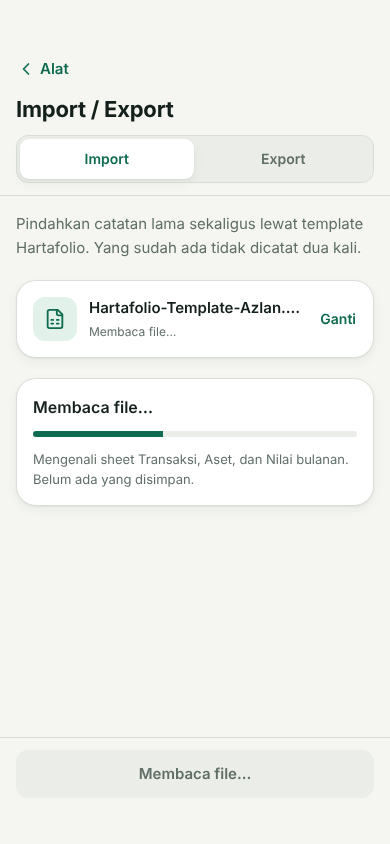 Alat
Import / Export
Import
Export
Pindahkan catatan lama sekaligus lewat template
Hartafolio. Yang sudah ada tidak dicatat dua kali.
Hartafolio-Template-Azlan....
Membaca file...
Ganti
Membaca file...
Mengenali sheet Transaksi, Aset, dan Nilai bulanan.
Belum ada yang disimpan.
Membaca file...